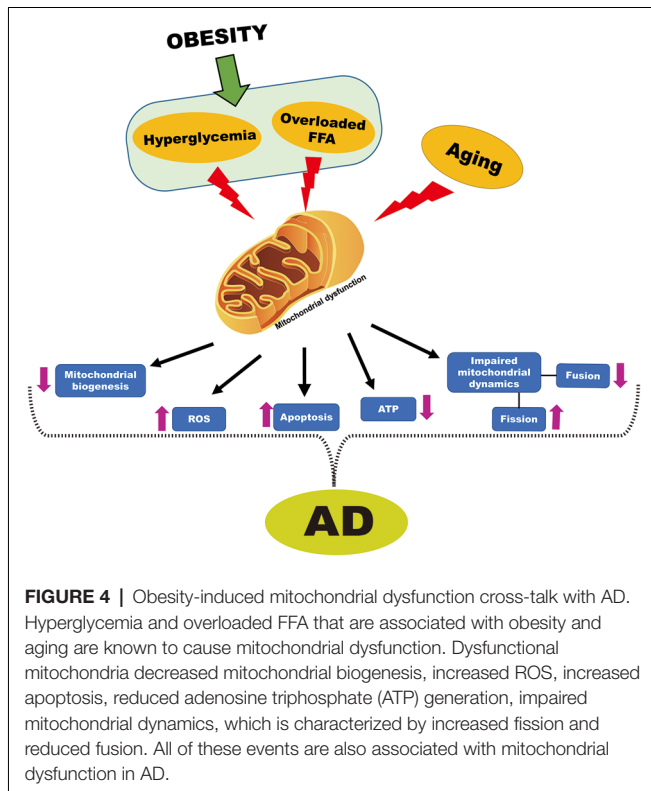 OBESITY
Hyperglycemia
Overloaded
FFA
Aging
Mitochondrial dysfunction
Mitochondrial
biogenesis
ROS
Apoptosis
ATP
Impaired
mitochondrial
dynamics
Fusion
Fission
AD
FIGURE 4 | Obesity-induced mitochondrial dysfunction cross-talk with AD.
Hyperglycemia and overloaded FFA that are associated with obesity and
aging are known to cause mitochondrial dysfunction. Dysfunctional
mitochondria decreased mitochondrial biogenesis, increased ROS, increased
apoptosis, reduced adenosine triphosphate (ATP) generation, impaired
mitochondrial dynamics, which is characterized by increased fission and
reduced fusion. All of these events are also associated with mitochondrial
dysfunction in AD.